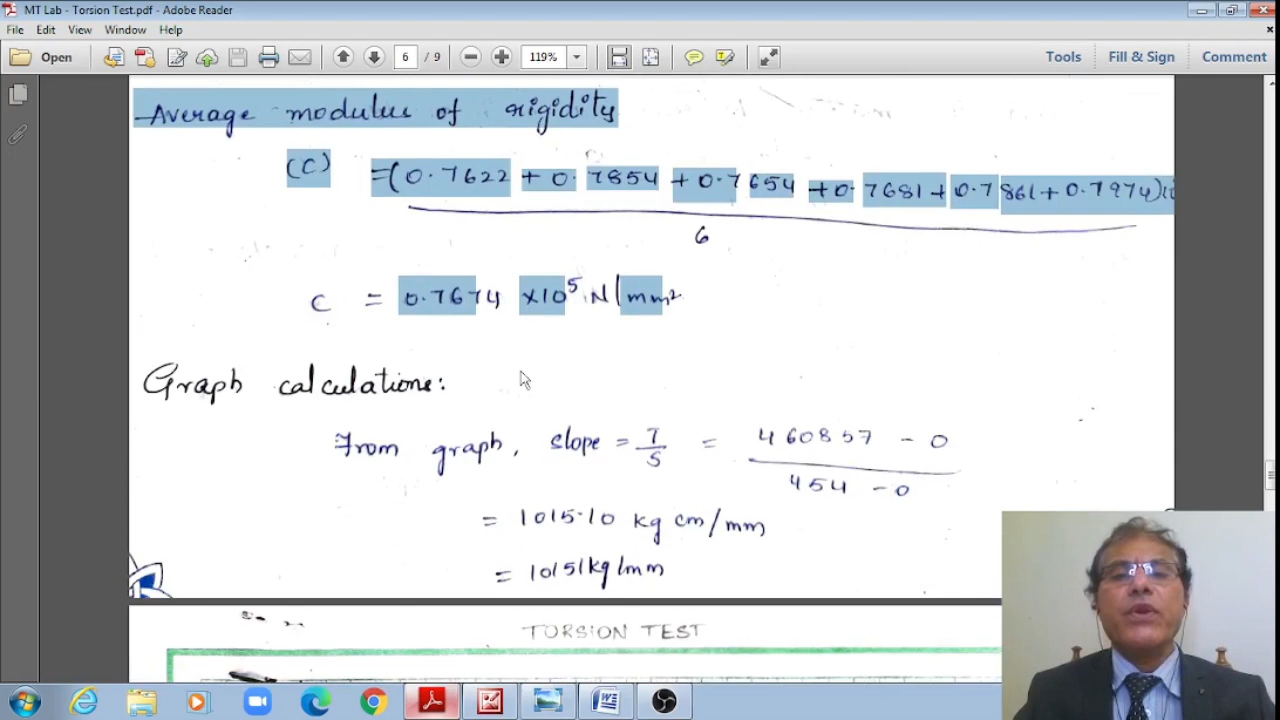 MT Lab - Torsion Test.pdf - Adobe Reader
File Edit View Window Help
Open 6 / 9 119% Tools Fill & Sign Comment
Average modulus of rigidity
(C) =(0.7622 + 0.7854 + 0.7654 + 0.7681 + 0.7861 + 0.7974)
6
C = 0.7674 ×10⁵ N/mm²
Graph calculations:
From graph, slope = T/S = 460857 - 0
454 - 0
= 1015.10 kg cm/mm
= 10151kg/mm
TORSION TEST